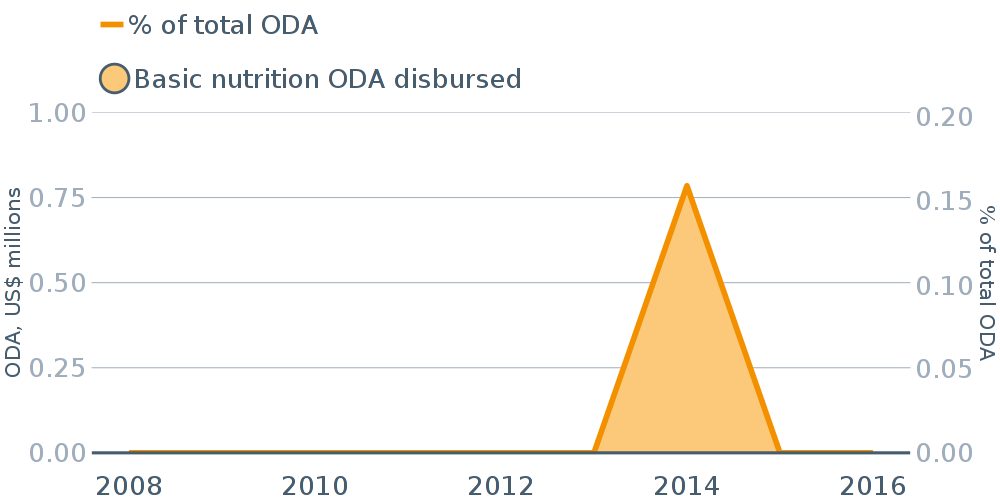 % of total ODA
Basic nutrition ODA disbursed
1.00
0.75
0.50
0.25
0.00
ODA, US$ millions
0.20
0.15
0.10
0.05
0.00
% of total ODA
2008 2010 2012 2014 2016